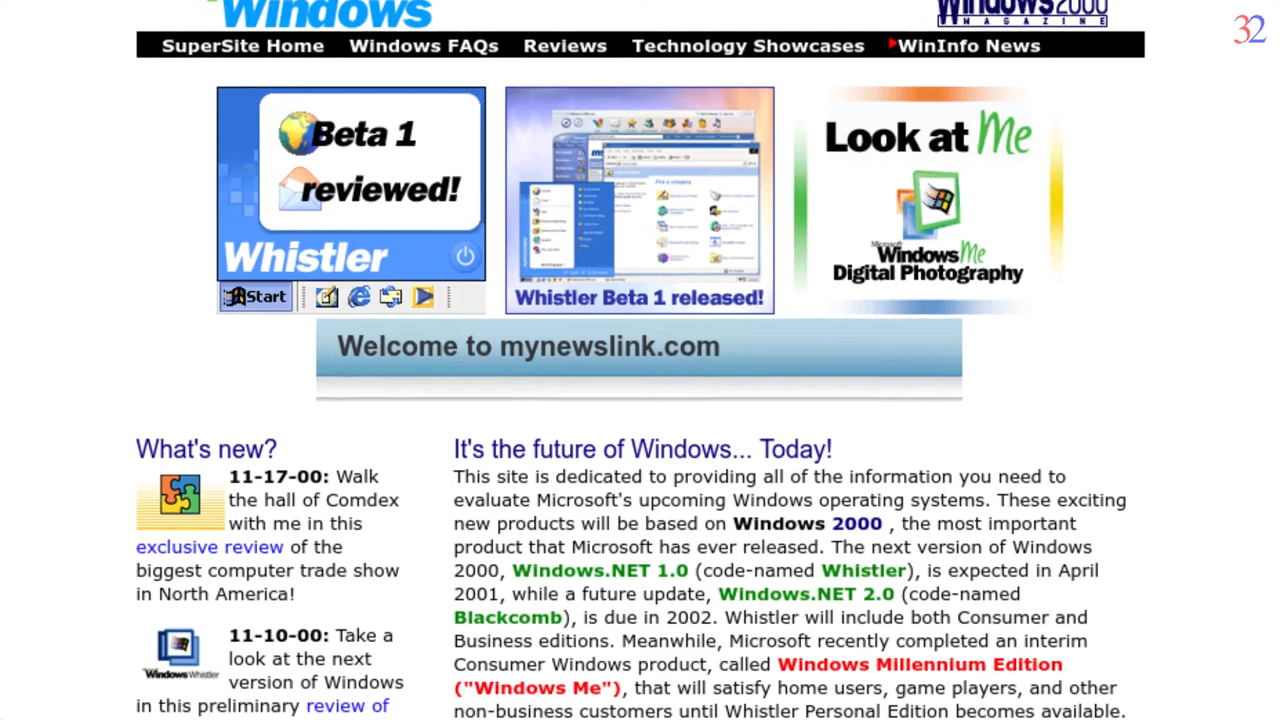 Windows
Windows 2000
MAGAZINE
32
SuperSite Home Windows FAQs Reviews Technology Showcases WinInfo News
Beta 1
reviewed!
Whistler
Start
Pick a category
Whistler Beta 1 released!
Look at Me
Microsoft
Windows Me
Digital Photography
Welcome to mynewslink.com
What's new?
11-17-00: Walk
the hall of Comdex
with me in this
exclusive review of the
biggest computer trade show
in North America!
11-10-00: Take a
look at the next
version of Windows
in this preliminary review of
Windows Whistler
It's the future of Windows... Today!
This site is dedicated to providing all of the information you need to
evaluate Microsoft's upcoming Windows operating systems. These exciting
new products will be based on Windows 2000 , the most important
product that Microsoft has ever released. The next version of Windows
2000, Windows.NET 1.0 (code-named Whistler), is expected in April
2001, while a future update, Windows.NET 2.0 (code-named
Blackcomb), is due in 2002. Whistler will include both Consumer and
Business editions. Meanwhile, Microsoft recently completed an interim
Consumer Windows product, called Windows Millennium Edition
("Windows Me"), that will satisfy home users, game players, and other
non-business customers until Whistler Personal Edition becomes available.